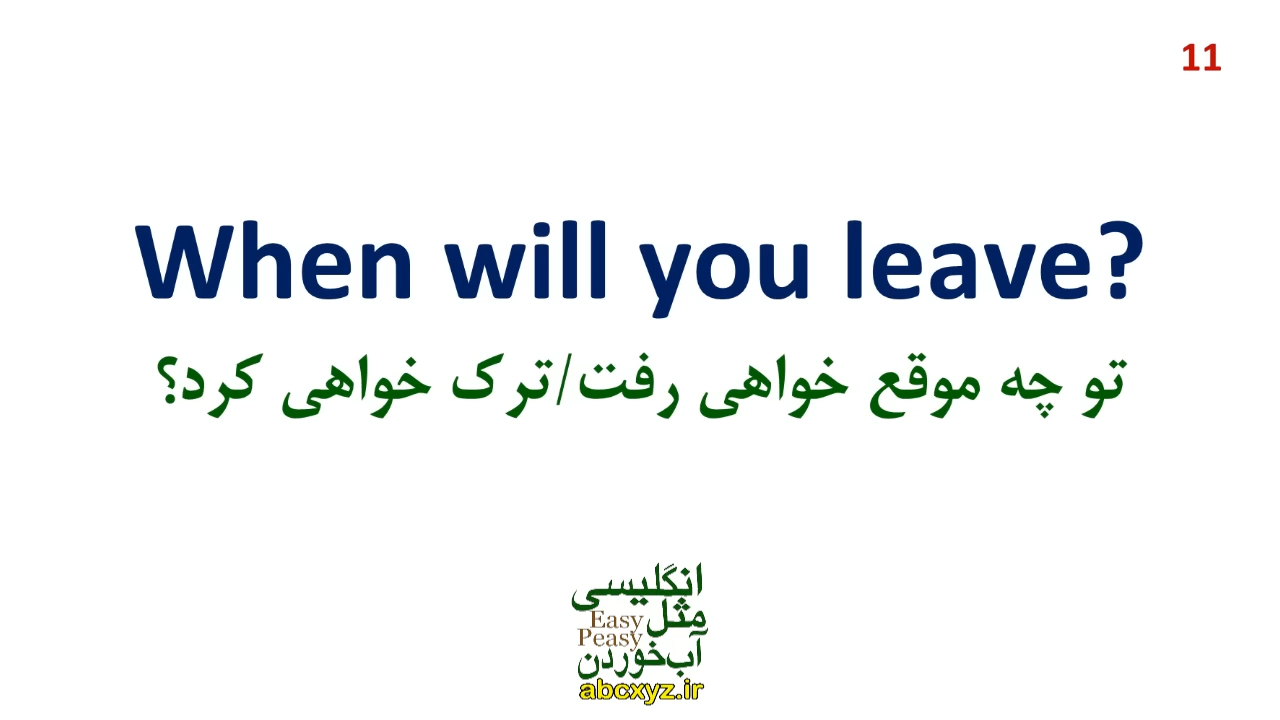 11
When will you leave?
تو چه موقع خواهی رفت/ترک خواهی کرد؟
انگلیسی
مثل
Easy
Peasy
آب‌خوردن
abcxyz.ir